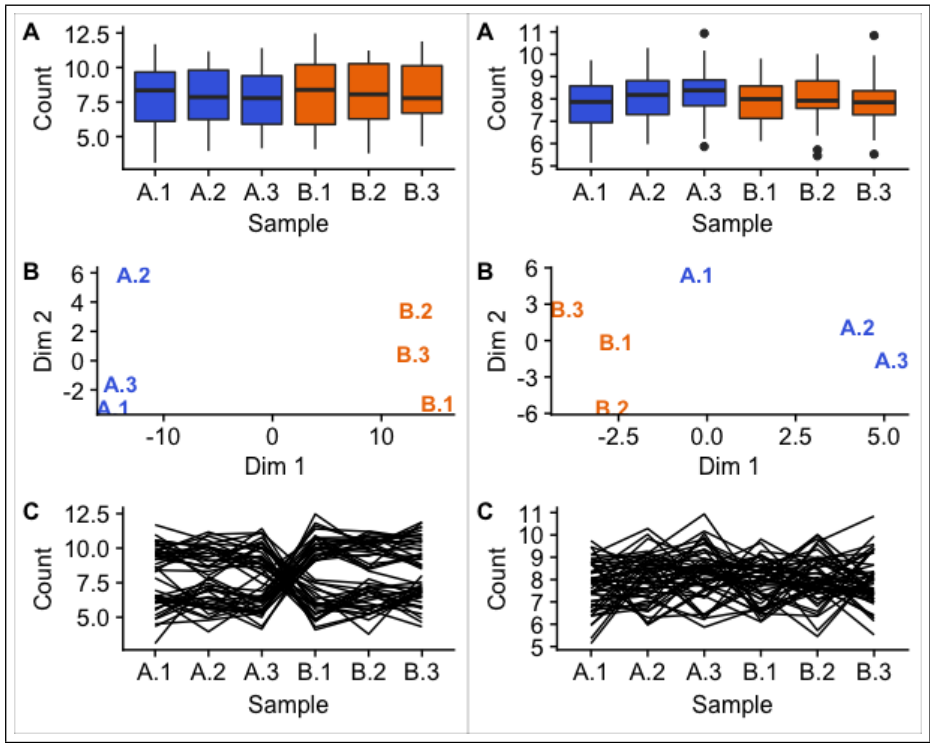 A
12.5
10.0
7.5
5.0
Count
A.1 A.2 A.3 B.1 B.2 B.3
Sample
B
6
4
2
0
-2
Dim 2
A.2
B.2
B.3
A.3
A.1
B.1
-10 0 10
Dim 1
C
12.5
10.0
7.5
5.0
Count
A.1 A.2 A.3 B.1 B.2 B.3
Sample
A
11
10
9
8
7
6
5
Count
A.1 A.2 A.3 B.1 B.2 B.3
Sample
B
6
3
0
-3
-6
Dim 2
A.1
B.3
A.2
B.1
A.3
B.2
-2.5 0.0 2.5 5.0
Dim 1
C
11
10
9
8
7
6
5
Count
A.1 A.2 A.3 B.1 B.2 B.3
Sample